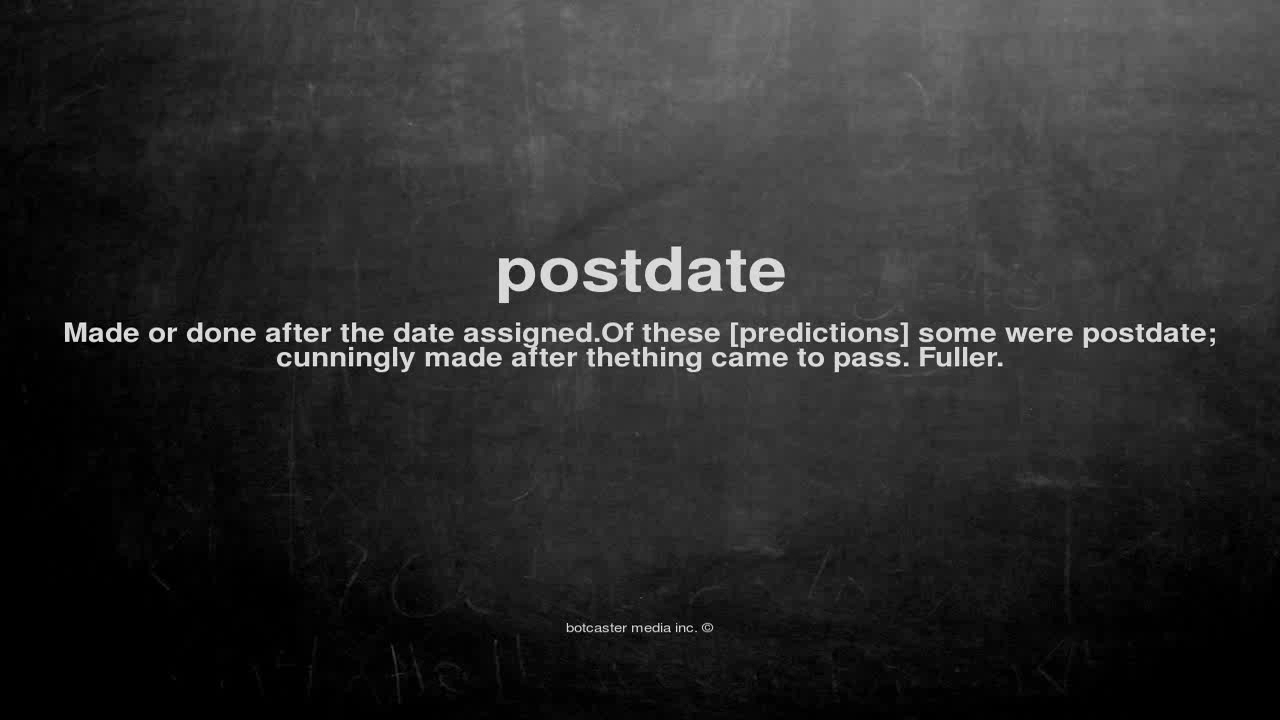 postdate
Made or done after the date assigned.Of these [predictions] some were postdate;
cunningly made after thething came to pass. Fuller.
botcaster media inc. ©